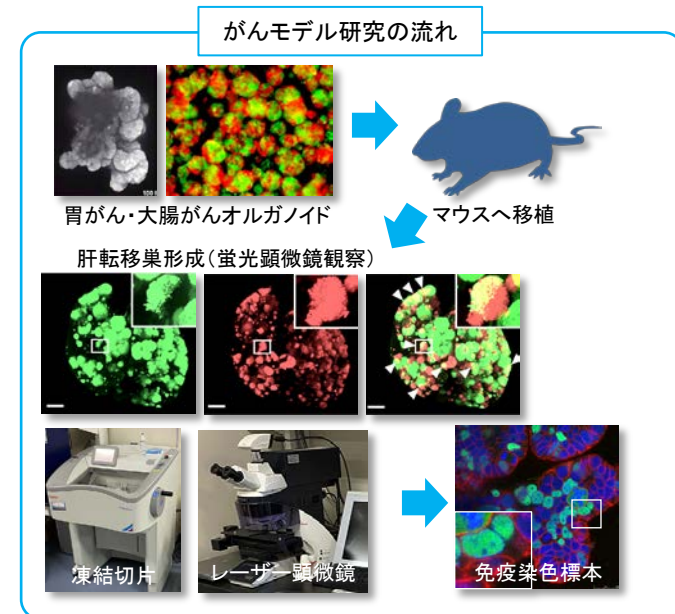 がんモデル研究の流れ
胃がん・大腸がんオルガノイド
マウスへ移植
肝転移巣形成（蛍光顕微鏡観察）
凍結切片
レーザー顕微鏡
免疫染色標本